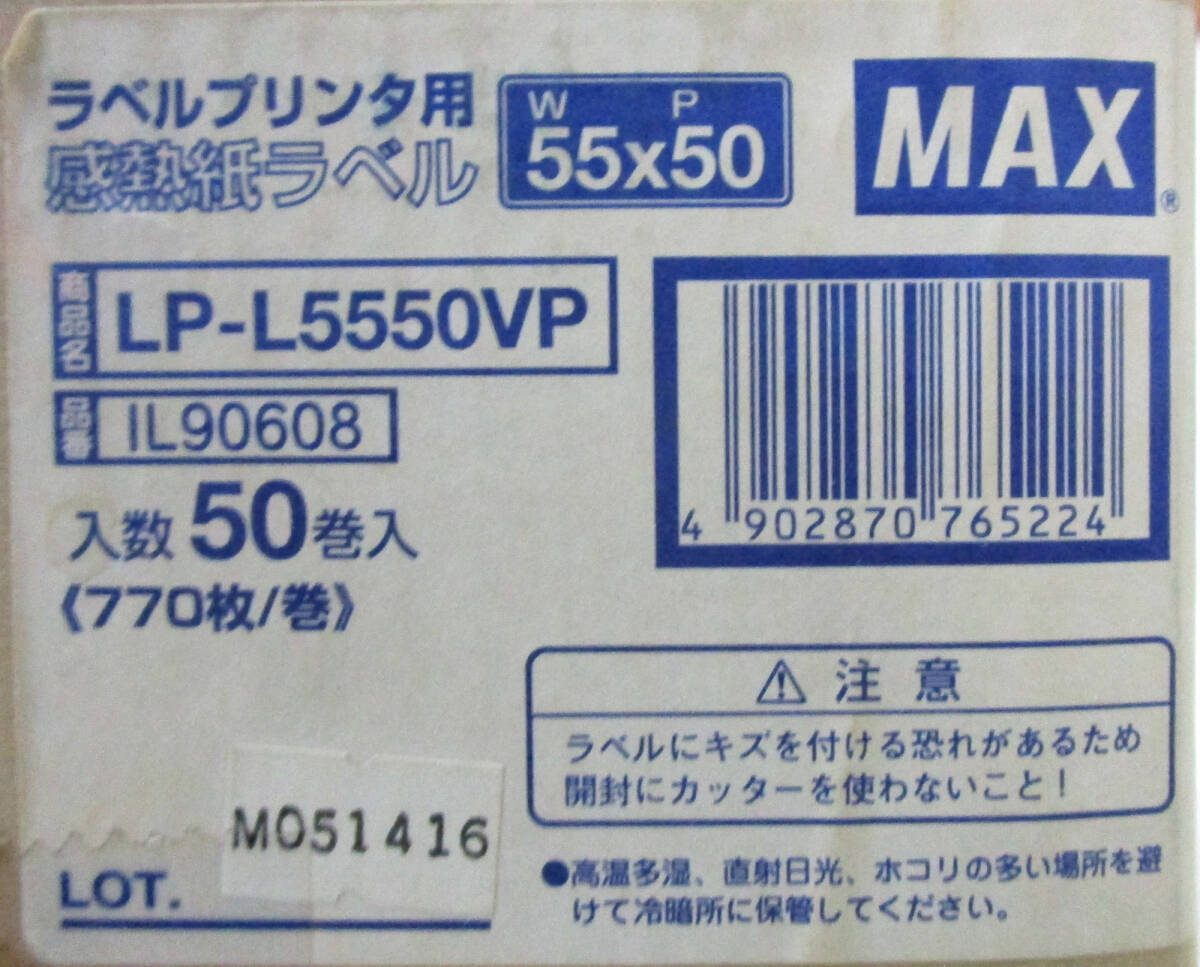 ラベルプリンタ用
感熱紙ラベル
W P
55x50
MAX®
商品名 LP-L5550VP
品番 IL90608
入数 50巻入
《770枚/巻》
4 902870 765224
⚠ 注意
ラベルにキズを付ける恐れがあるため
開封にカッターを使わないこと!
M051416
LOT.
●高温多湿、直射日光、ホコリの多い場所を避
けて冷暗所に保管してください。